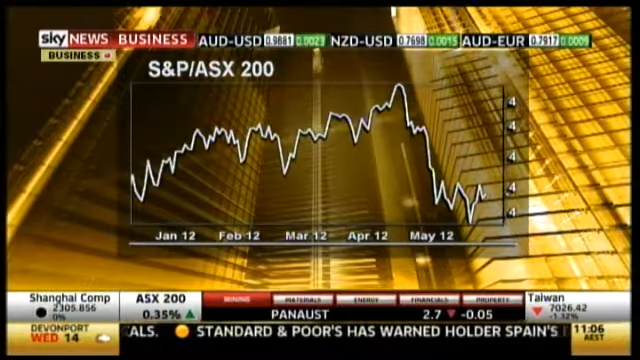 sky NEWS BUSINESS AUD-USD 0.9881 0.0023 NZD-USD 0.7698 0.0015 AUD-EUR 0.7917 0.0009
BUSINESS
S&P/ASX 200
4
4
4
4
4
Jan 12 Feb 12 Mar 12 Apr 12 May 12
Shanghai Comp ASX 200 MINING MATERIALS ENERGY FINANCIALS PROPERTY Taiwan
2305.856 7026.42
0% 0.35% PANAUST 2.7 -0.05 -1.32%
DEVONPORT
WED 14 CALS. STANDARD & POOR'S HAS WARNED HOLDER SPAIN'S 11:06
AEST